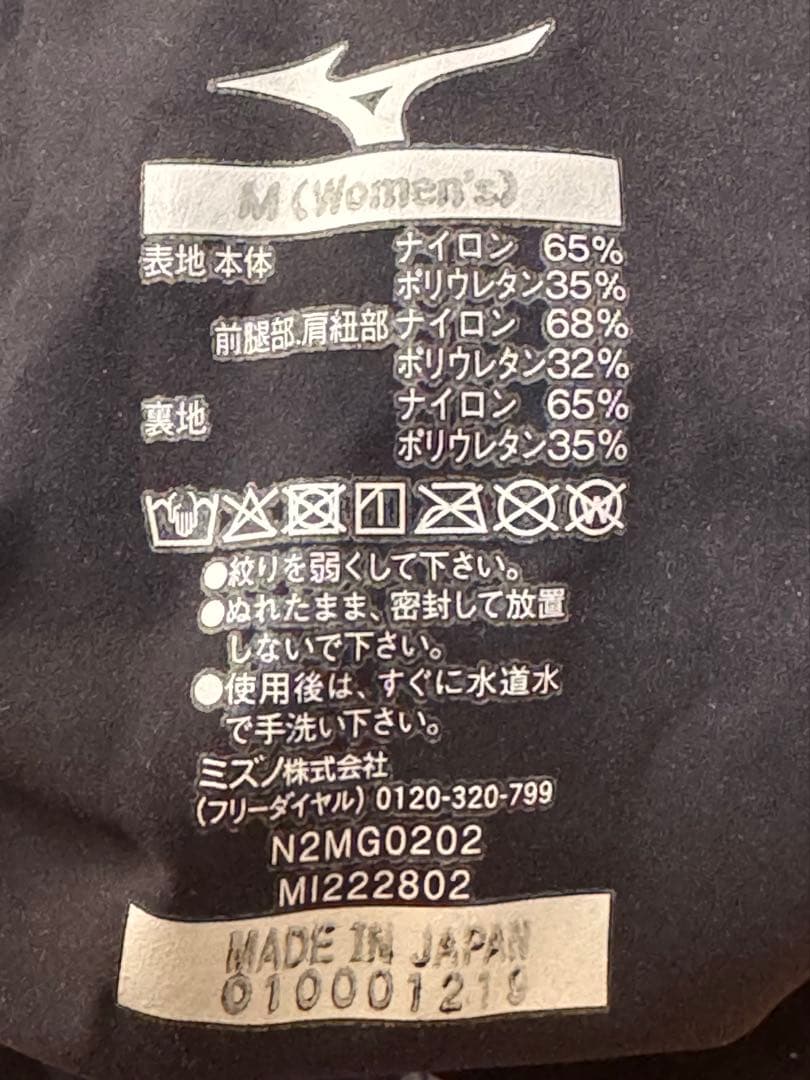 M (Women's)
表地 本体 ナイロン 65%
ポリウレタン35%
前腿部.肩紐部 ナイロン 68%
ポリウレタン32%
裏地 ナイロン 65%
ポリウレタン35%
●絞りを弱くして下さい。
●ぬれたまま、密封して放置
しないで下さい。
●使用後は、すぐに水道水
で手洗い下さい。
ミズノ株式会社
(フリーダイヤル) 0120-320-799
N2MG0202
MI222802
MADE IN JAPAN
010001219